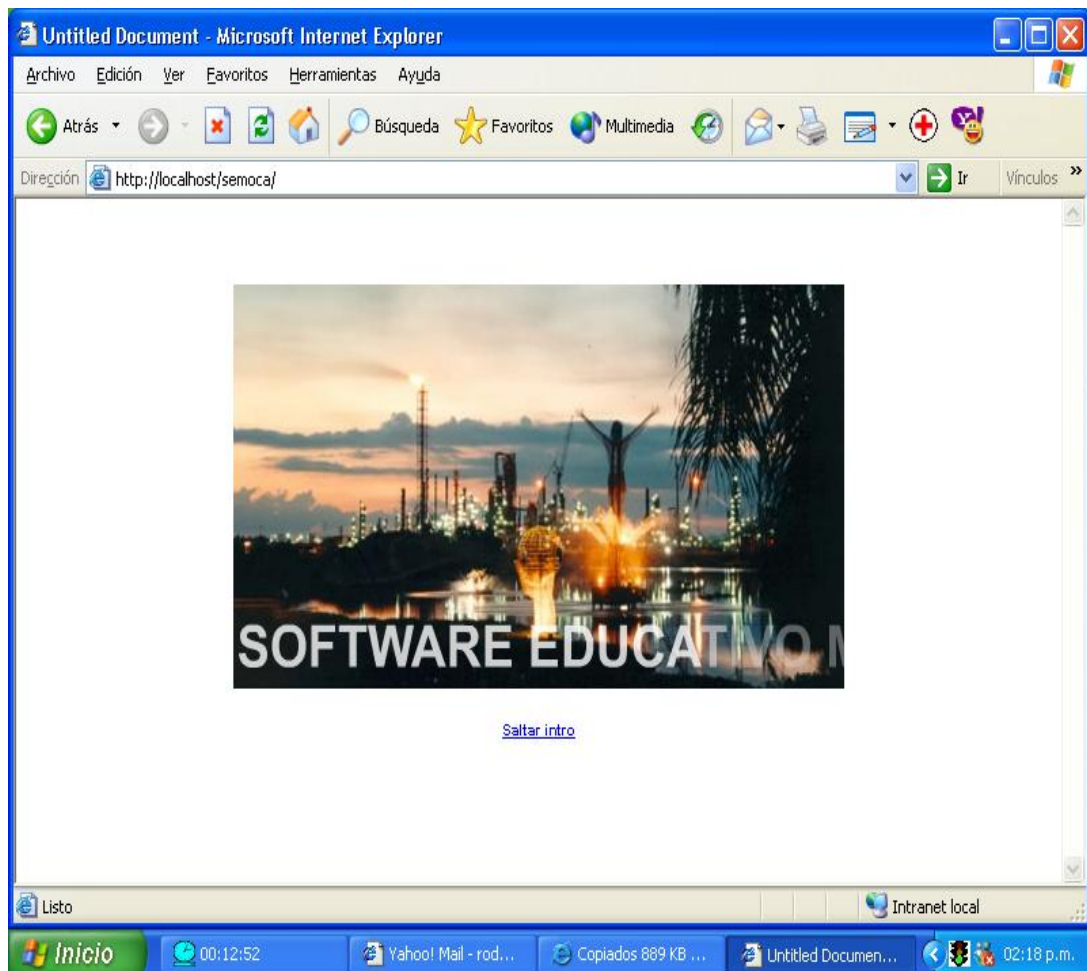 Untitled Document - Microsoft Internet Explorer
Archivo Edición Ver Favoritos Herramientas Ayuda
Atrás Búsqueda Favoritos Multimedia
Dirección http://localhost/semoca/ Ir Vínculos »
SOFTWARE EDUCATIVO M
Saltar intro
Listo Intranet local
Inicio 00:12:52 Yahoo! Mail - rod... Copiados 889 KB ... Untitled Documen... 02:18 p.m.